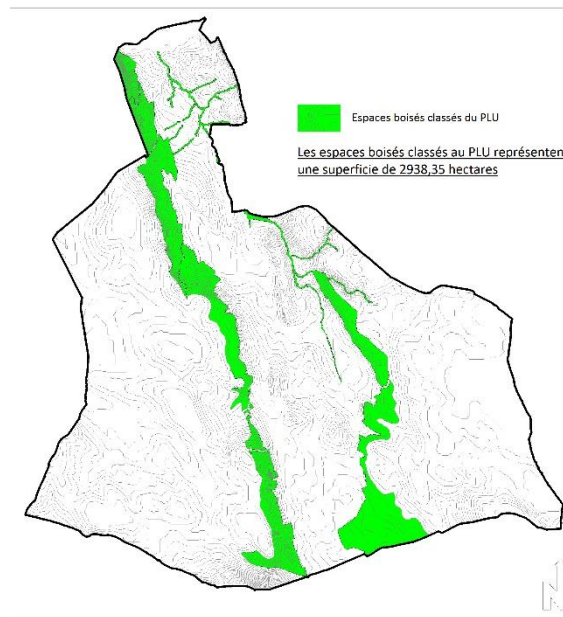 Espaces boisés classés du PLU
Les espaces boisés classés au PLU représenten
une superficie de 2938,35 hectares
N